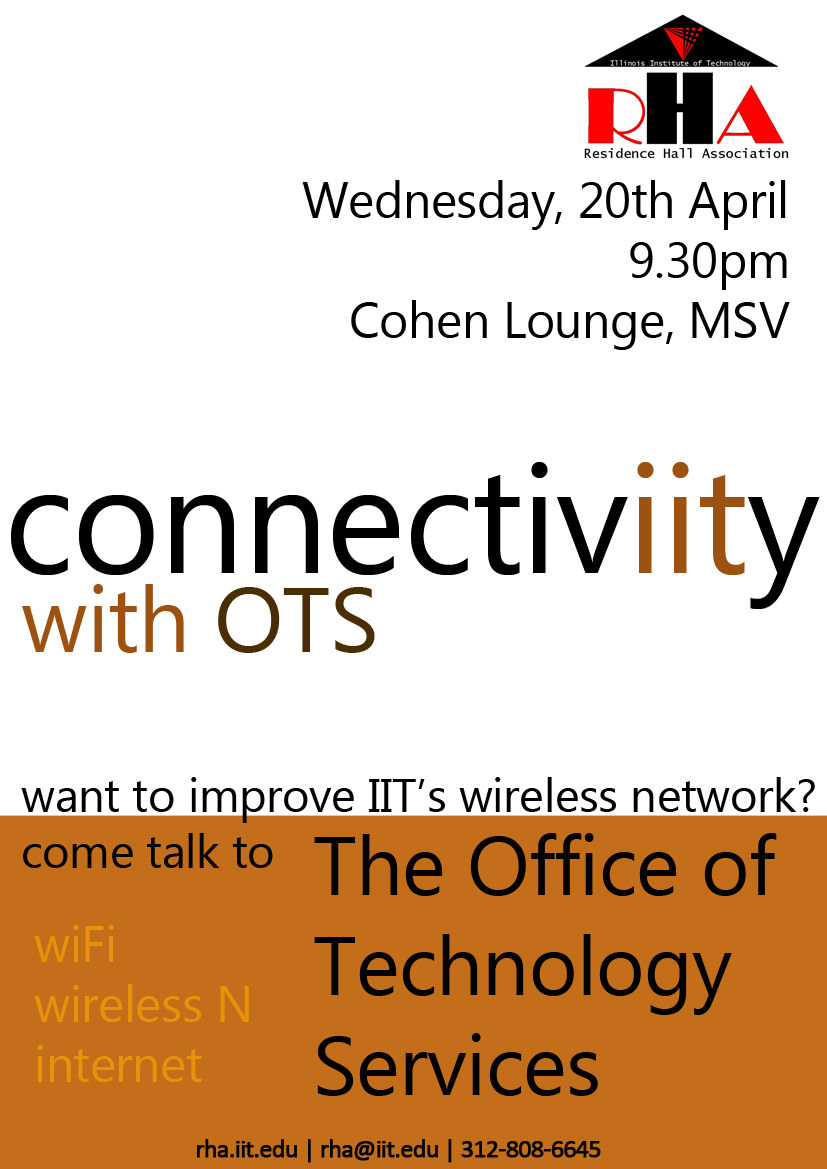 Illinois Institute of Technology
RHA
Residence Hall Association
Wednesday, 20th April
9.30pm
Cohen Lounge, MSV
connectiviity
with OTS
want to improve IIT’s wireless network?
come talk to
The Office of
Technology
Services
wiFi
wireless N
internet
rha.iit.edu | rha@iit.edu | 312-808-6645